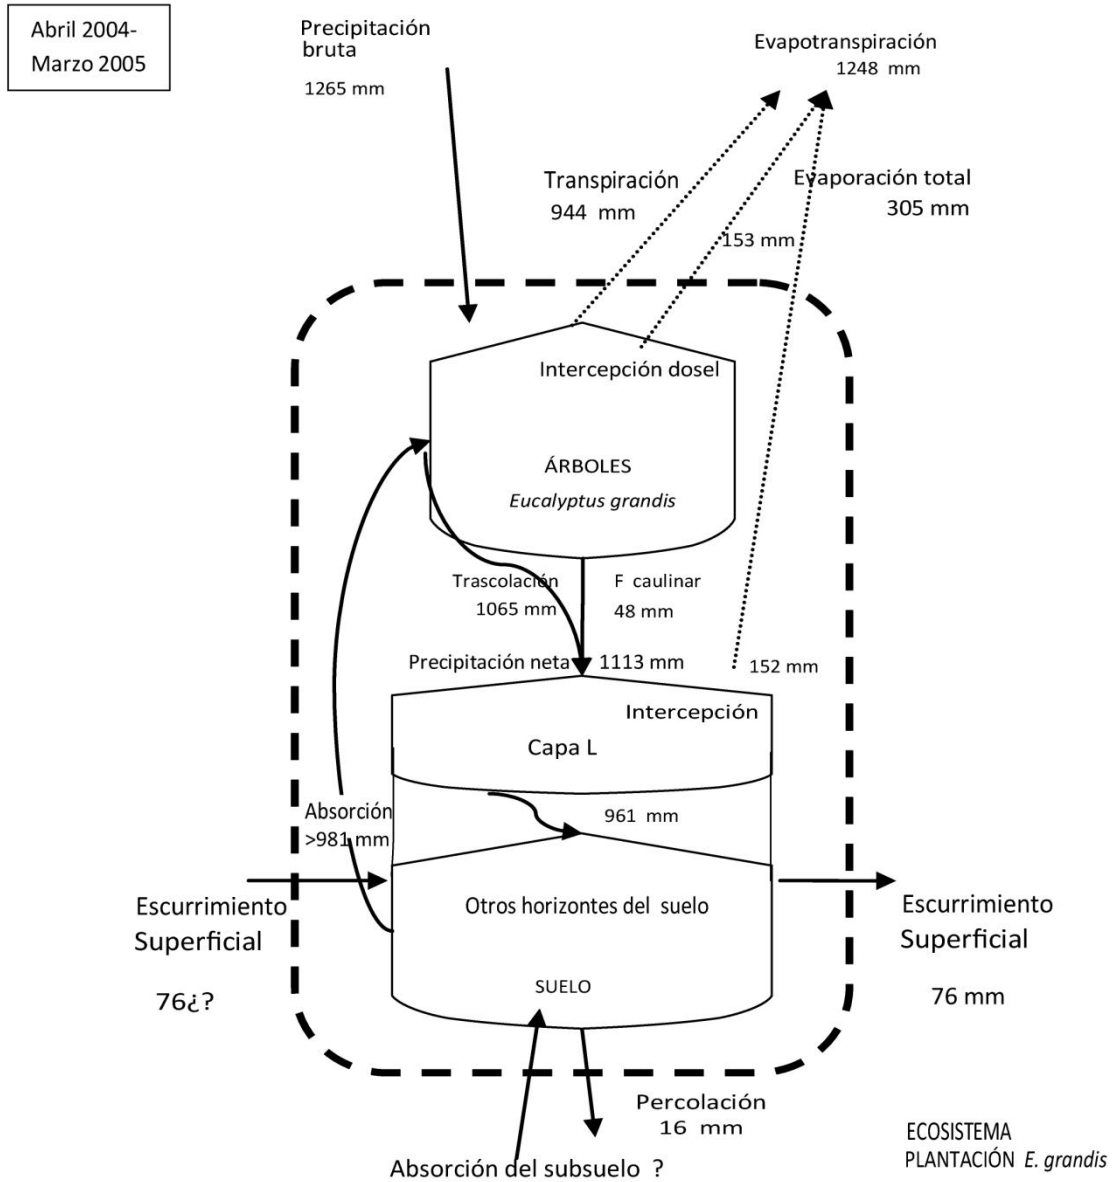 Abril 2004-
Marzo 2005
Precipitación
bruta
1265 mm
Evapotranspiración
1248 mm
Transpiración
944 mm
Evaporación total
305 mm
153 mm
Intercepción dosel
ÁRBOLES
Eucalyptus grandis
Trascolación
1065 mm
F caulinar
48 mm
Precipitación neta
1113 mm
152 mm
Intercepción
Capa L
Absorción
>981 mm
961 mm
Escurrimiento
Superficial
76¿?
Otros horizontes del suelo
SUELO
Escurrimiento
Superficial
76 mm
Percolación
16 mm
Absorción del subsuelo ?
ECOSISTEMA
PLANTACIÓN E. grandis